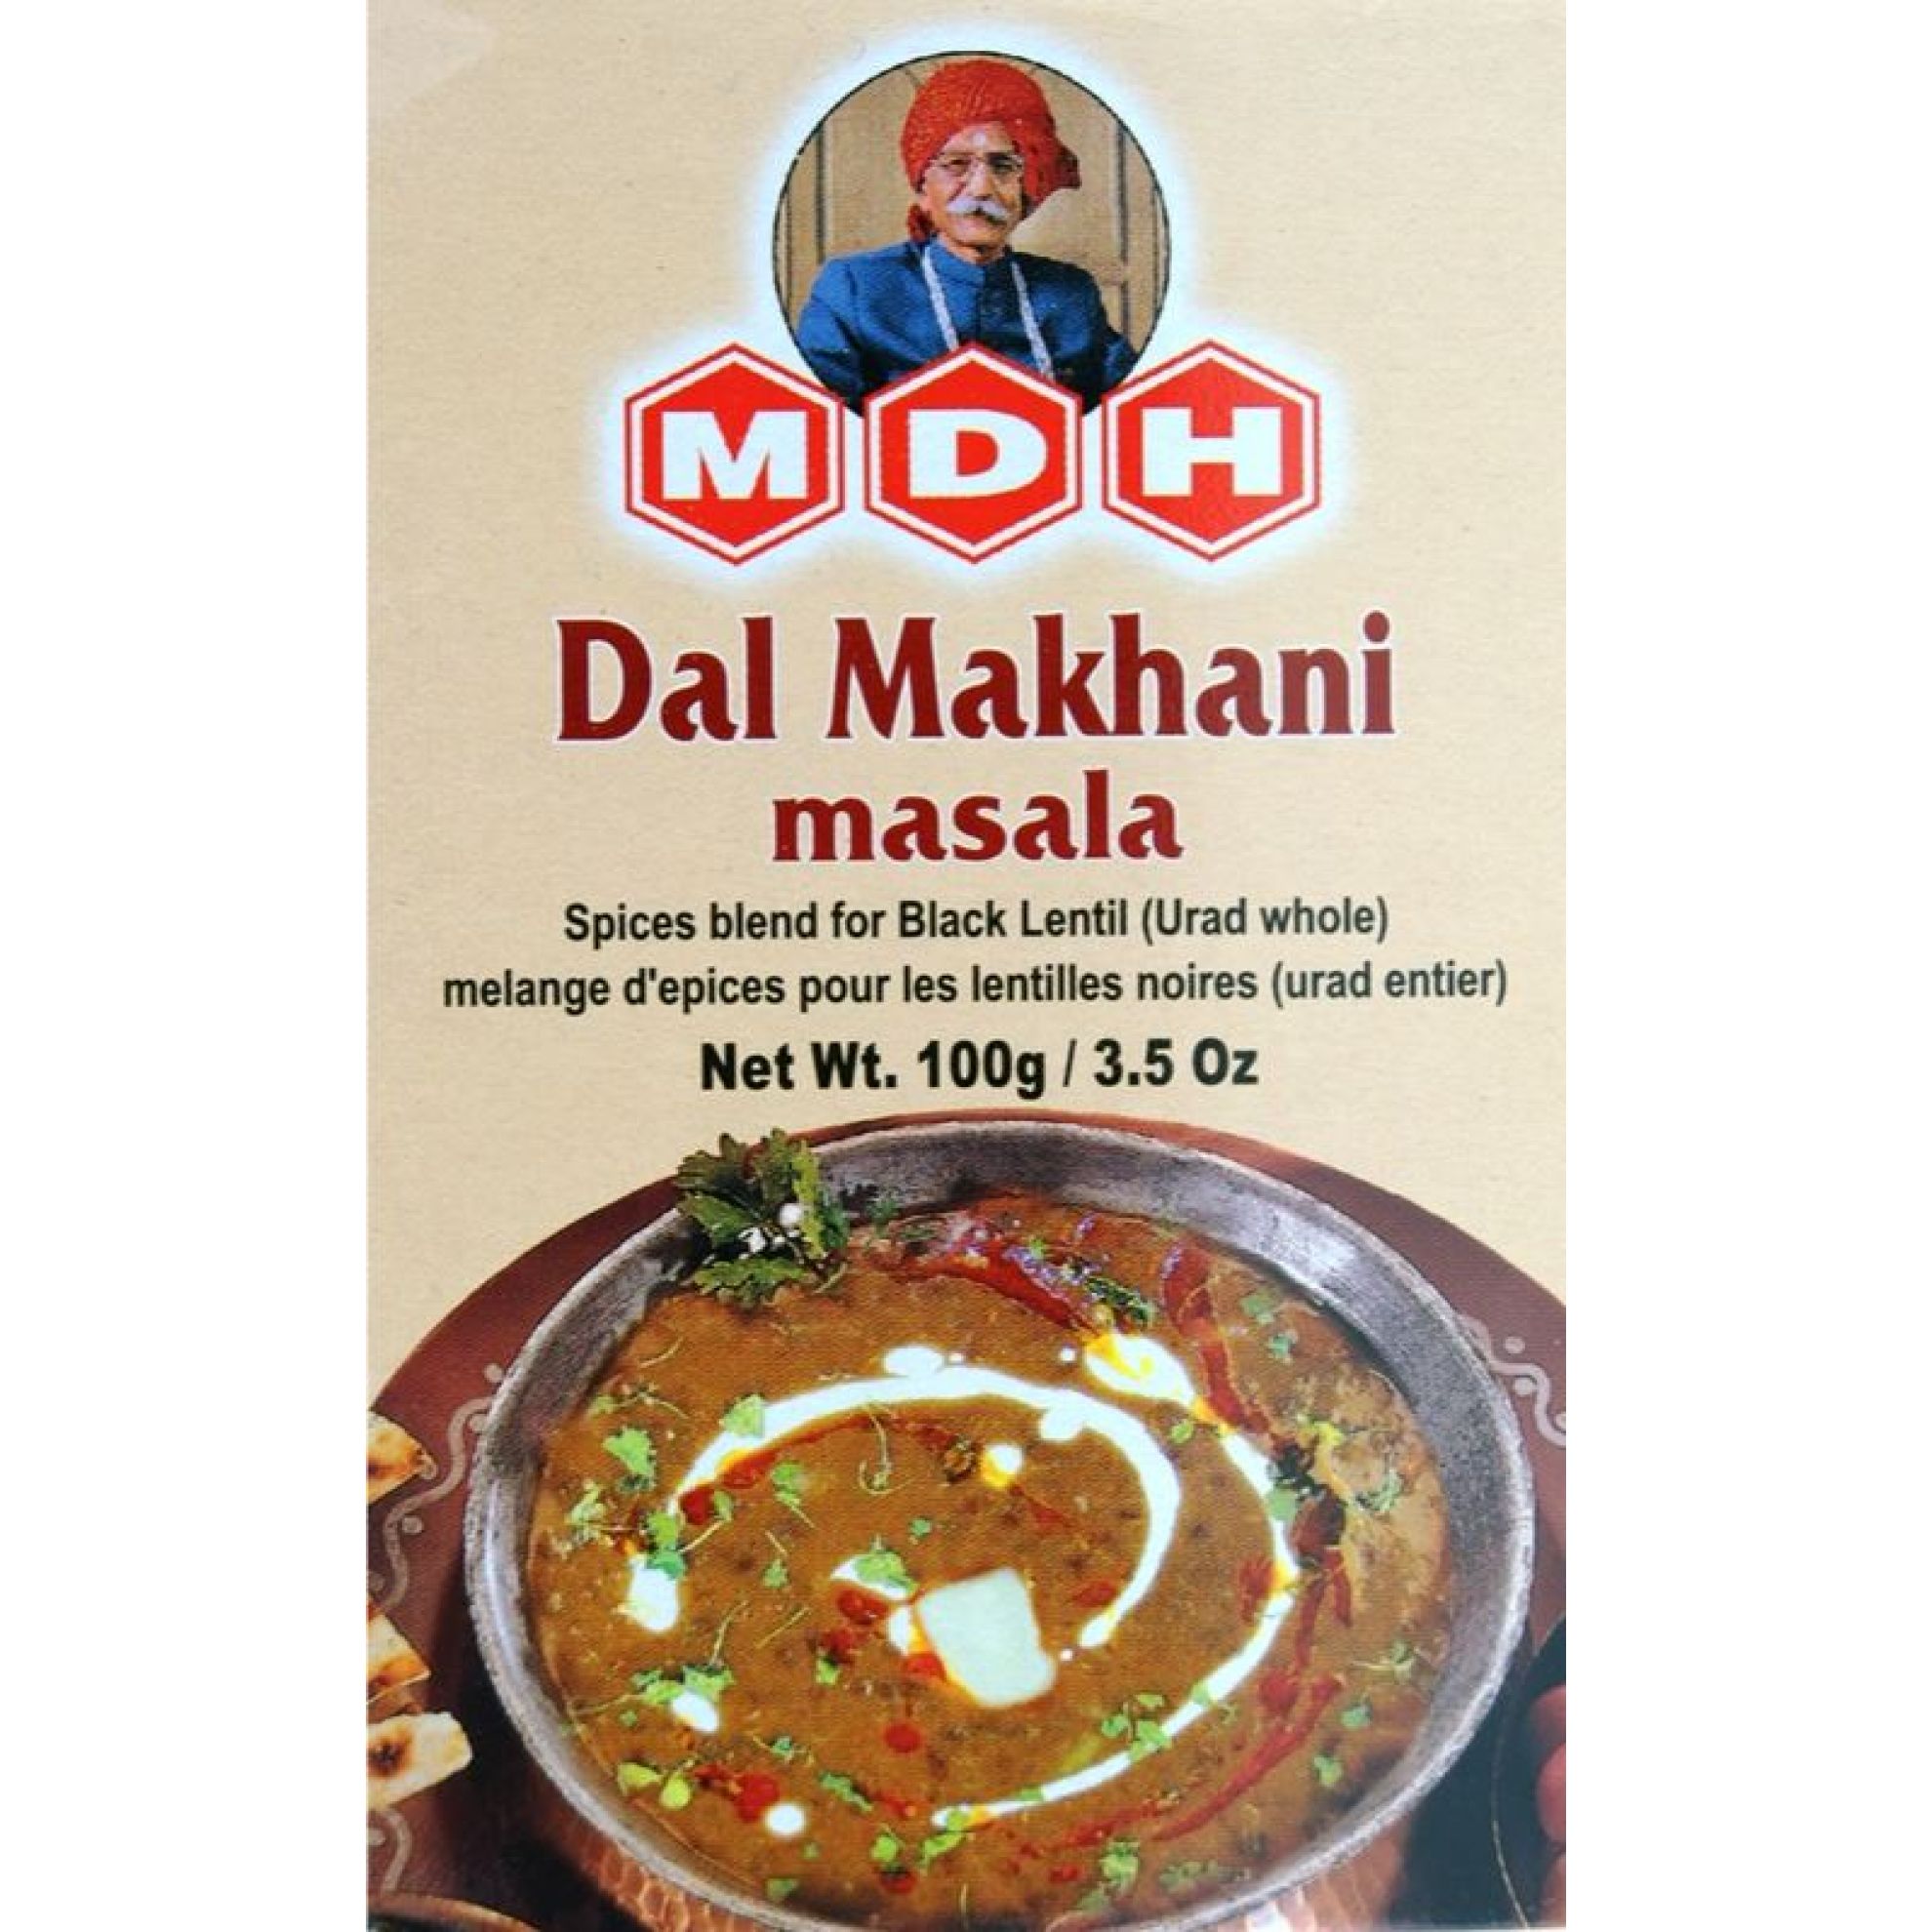 MDH
Dal Makhani
masala
Spices blend for Black Lentil (Urad whole)
melange d'epices pour les lentilles noires (urad entier)
Net Wt. 100g / 3.5 Oz